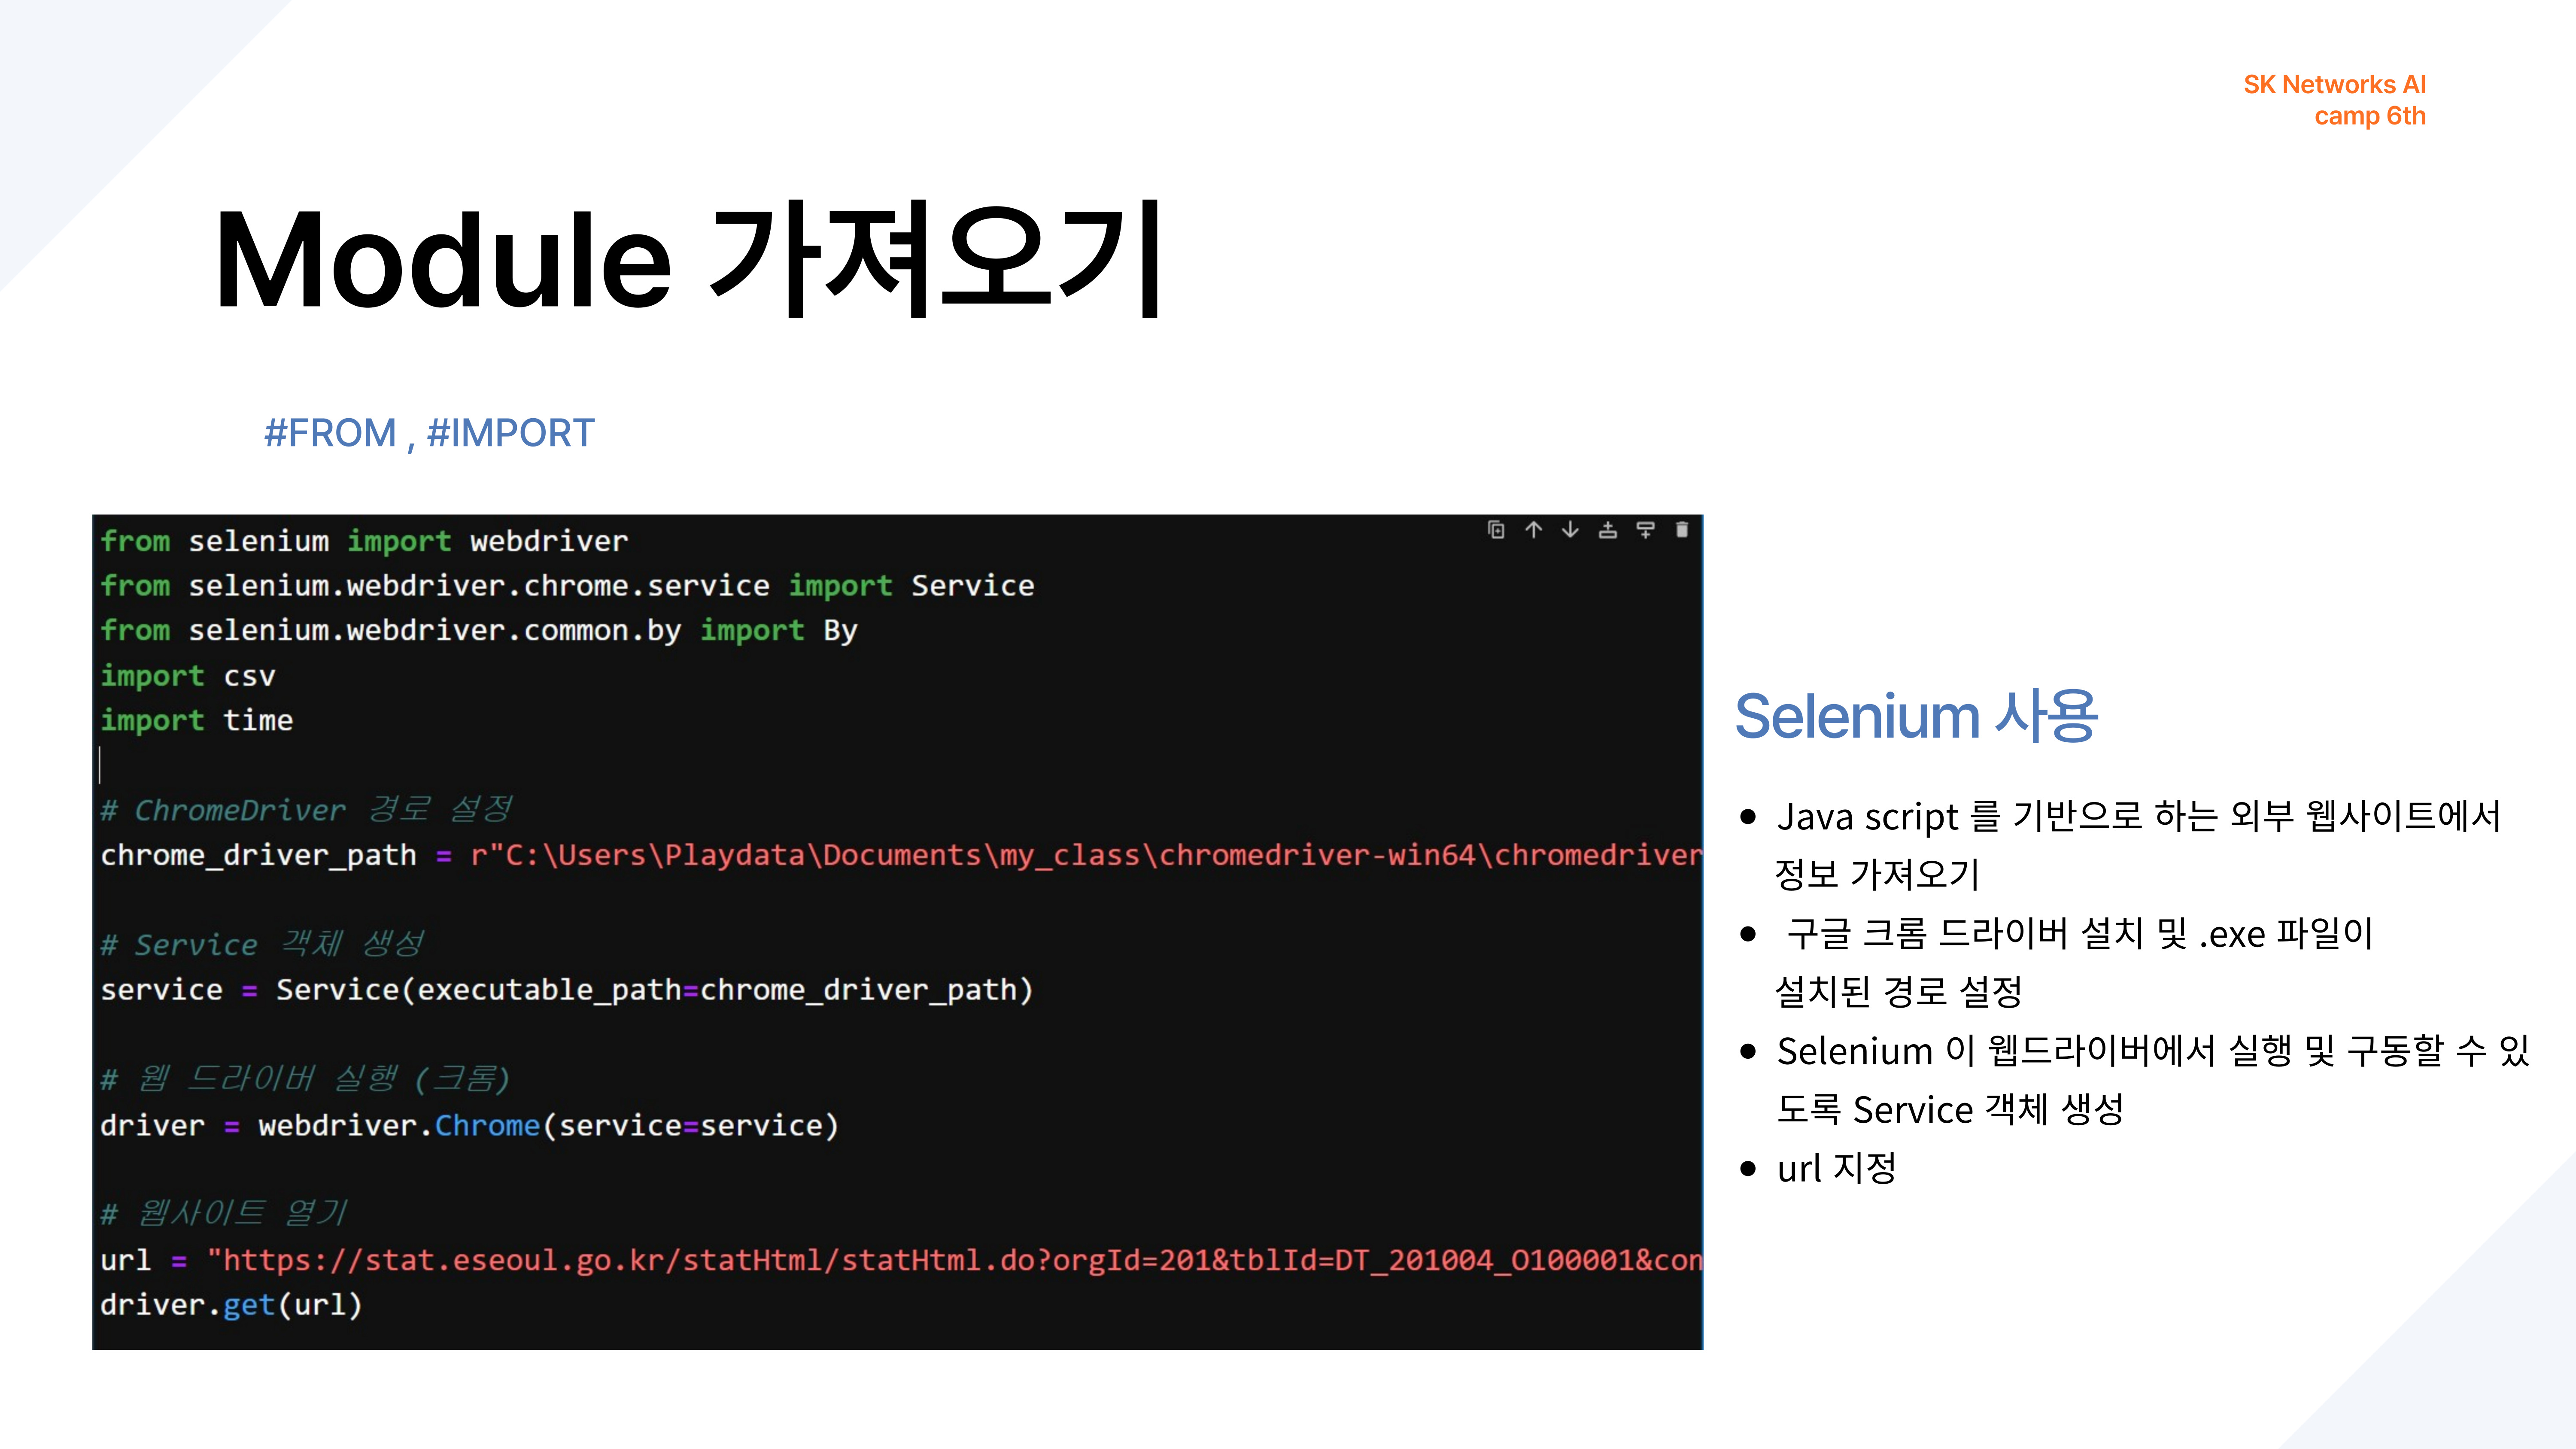 SK Networks AI
camp 6th
Module 가져오기
#FROM , #IMPORT
from selenium import webdriver
from selenium.webdriver.chrome.service import Service
from selenium.webdriver.common.by import By
import csv
import time
# ChromeDriver 경로 설정
chrome_driver_path = r"C:\Users\Playdata\Documents\my_class\chromedriver-win64\chromedriver
# Service 객체 생성
service = Service(executable_path=chrome_driver_path)
# 웹 드라이버 실행 (크롬)
driver = webdriver.Chrome(service=service)
# 웹사이트 열기
url = "https://stat.eseoul.go.kr/statHtml/statHtml.do?orgId=201&tblId=DT_201004_O100001&con
driver.get(url)
Selenium 사용
• Java script 를 기반으로 하는 외부 웹사이트에서
정보 가져오기
• 구글 크롬 드라이버 설치 및 .exe 파일이
설치된 경로 설정
• Selenium 이 웹드라이버에서 실행 및 구동할 수 있
도록 Service 객체 생성
• url 지정